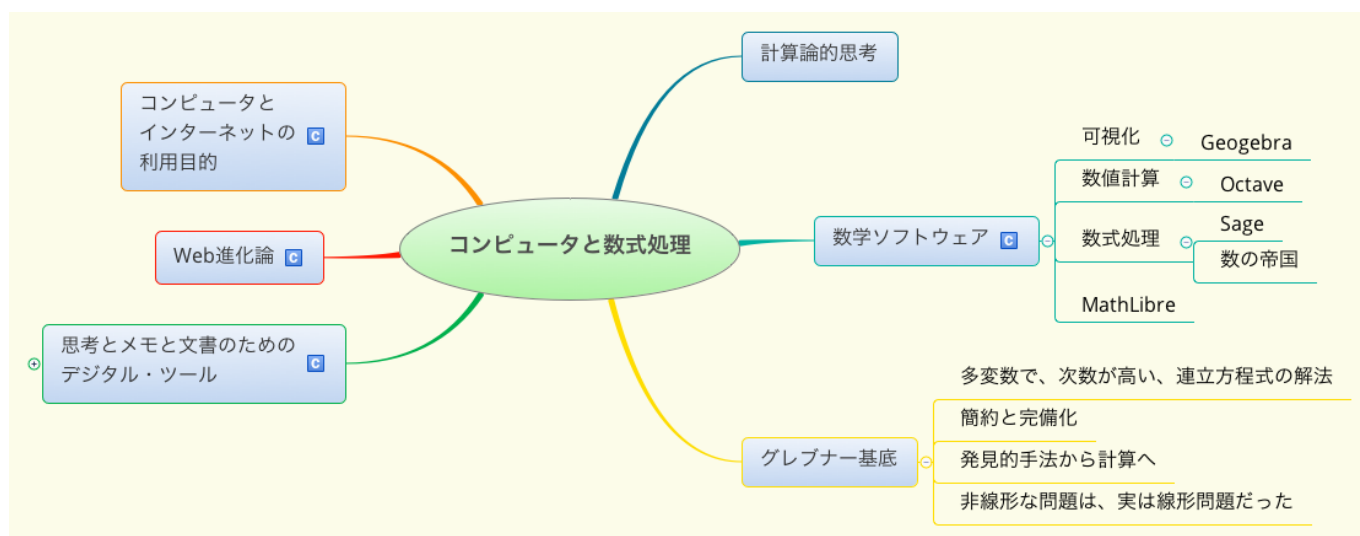 計算論的思考
コンピュータと
インターネットの
利用目的
C
可視化
Geogebra
数値計算
Octave
コンピュータと数式処理
数学ソフトウェア
C
数式処理
Sage
数の帝国
Web進化論
C
MathLibre
思考とメモと文書のための
デジタル・ツール
C
多変数で、次数が高い、連立方程式の解法
簡約と完備化
グレブナー基底
発見的手法から計算へ
非線形な問題は、実は線形問題だった